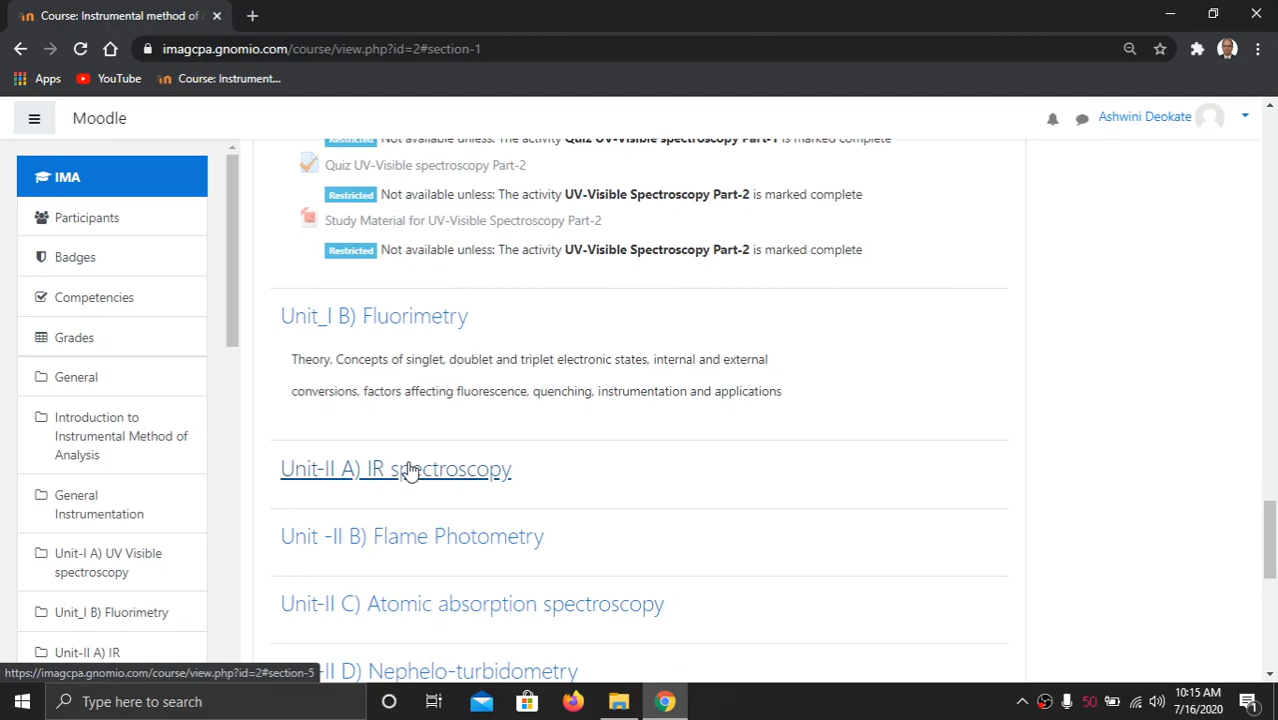 Course: Instrumental method of
imagcpa.gnomio.com/course/view.php?id=2#section-1
Apps
YouTube
Course: Instrument...
Moodle
Ashwini Deokate
IMA
Participants
Badges
Competencies
Grades
General
Introduction to
Instrumental Method of
Analysis
General
Instrumentation
Unit-I A) UV Visible
spectroscopy
Unit_I B) Fluorimetry
Unit-II A) IR
Restricted Not available unless: The activity Quiz UV-Visible spectroscopy Part-1 is marked complete
Quiz UV-Visible spectroscopy Part-2
Restricted Not available unless: The activity UV-Visible Spectroscopy Part-2 is marked complete
Study Material for UV-Visible Spectroscopy Part-2
Restricted Not available unless: The activity UV-Visible Spectroscopy Part-2 is marked complete
Unit_I B) Fluorimetry
Theory, Concepts of singlet, doublet and triplet electronic states, internal and external
conversions, factors affecting fluorescence, quenching, instrumentation and applications
Unit-II A) IR spectroscopy
Unit -II B) Flame Photometry
Unit-II C) Atomic absorption spectroscopy
-II D) Nephelo-turbidometry
https://imagcpa.gnomio.com/course/view.php?id=2#section-5
Type here to search
50
10:15 AM
7/16/2020
1